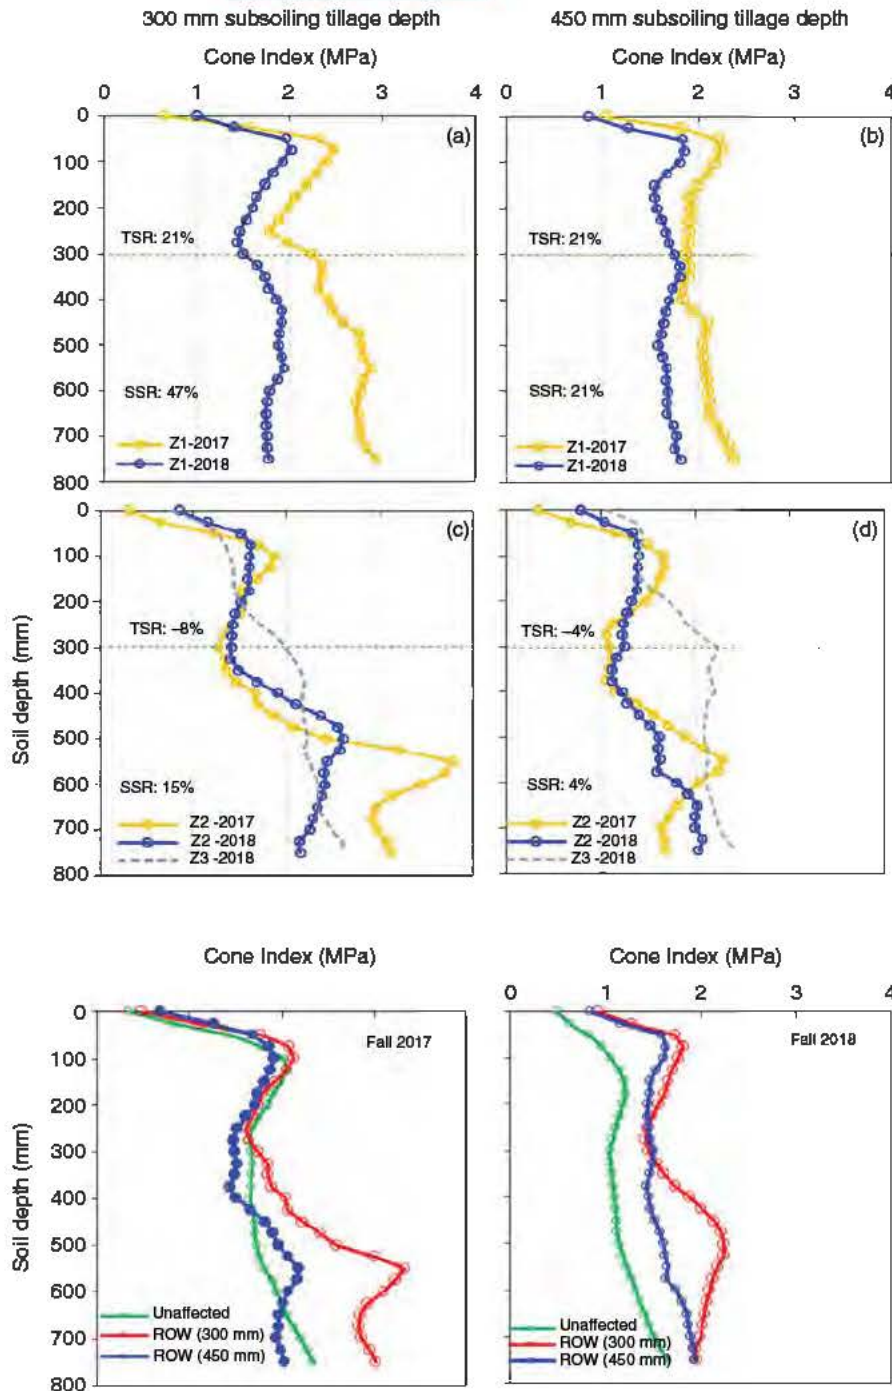 300 mm subsoiling tillage depth
450 mm subsoiling tillage depth
Cone Index (MPa)
Cone Index (MPa)
0 1 2 3 4
0 1 2 3 4
0
100
200
300
400
500
600
700
800
(a)
TSR: 21%
SSR: 47%
Z1-2017
Z1-2018
(b)
TSR: 21%
SSR: 21%
Z1-2017
Z1-2018
Soil depth (mm)
0
100
200
300
400
500
600
700
800
(c)
TSR: –8%
SSR: 15%
Z2 -2017
Z2 -2018
Z3 -2018
(d)
TSR: –4%
SSR: 4%
Z2 -2017
Z2 -2018
Z3 -2018
Cone Index (MPa)
Cone Index (MPa)
0 1 2 3 4
Soil depth (mm)
0
100
200
300
400
500
600
700
800
Fall 2017
Unaffected
ROW (300 mm)
ROW (450 mm)
Fall 2018
Unaffected
ROW (300 mm)
ROW (450 mm)